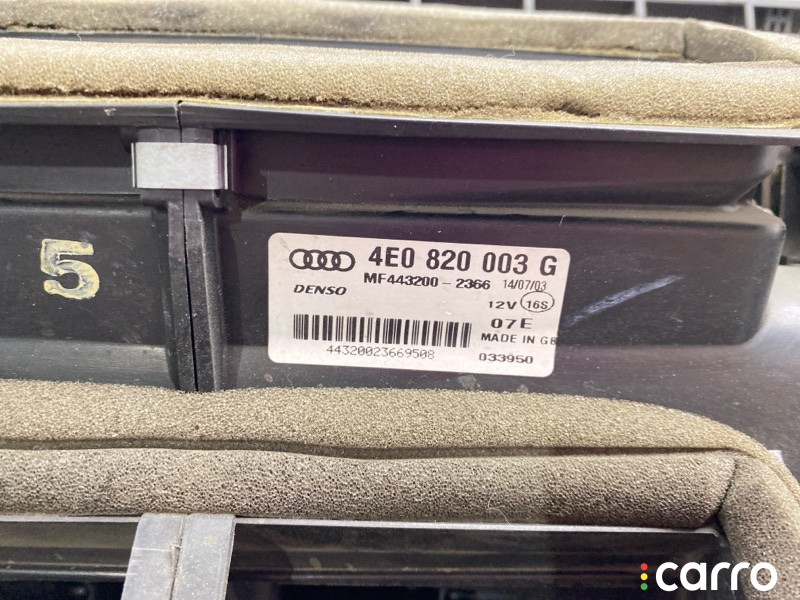 4E0 820 003 G
MF443200-2366 14/07/03
DENSO
12V 16S
07E
MADE IN GB
44320023669508
033950
5
carro